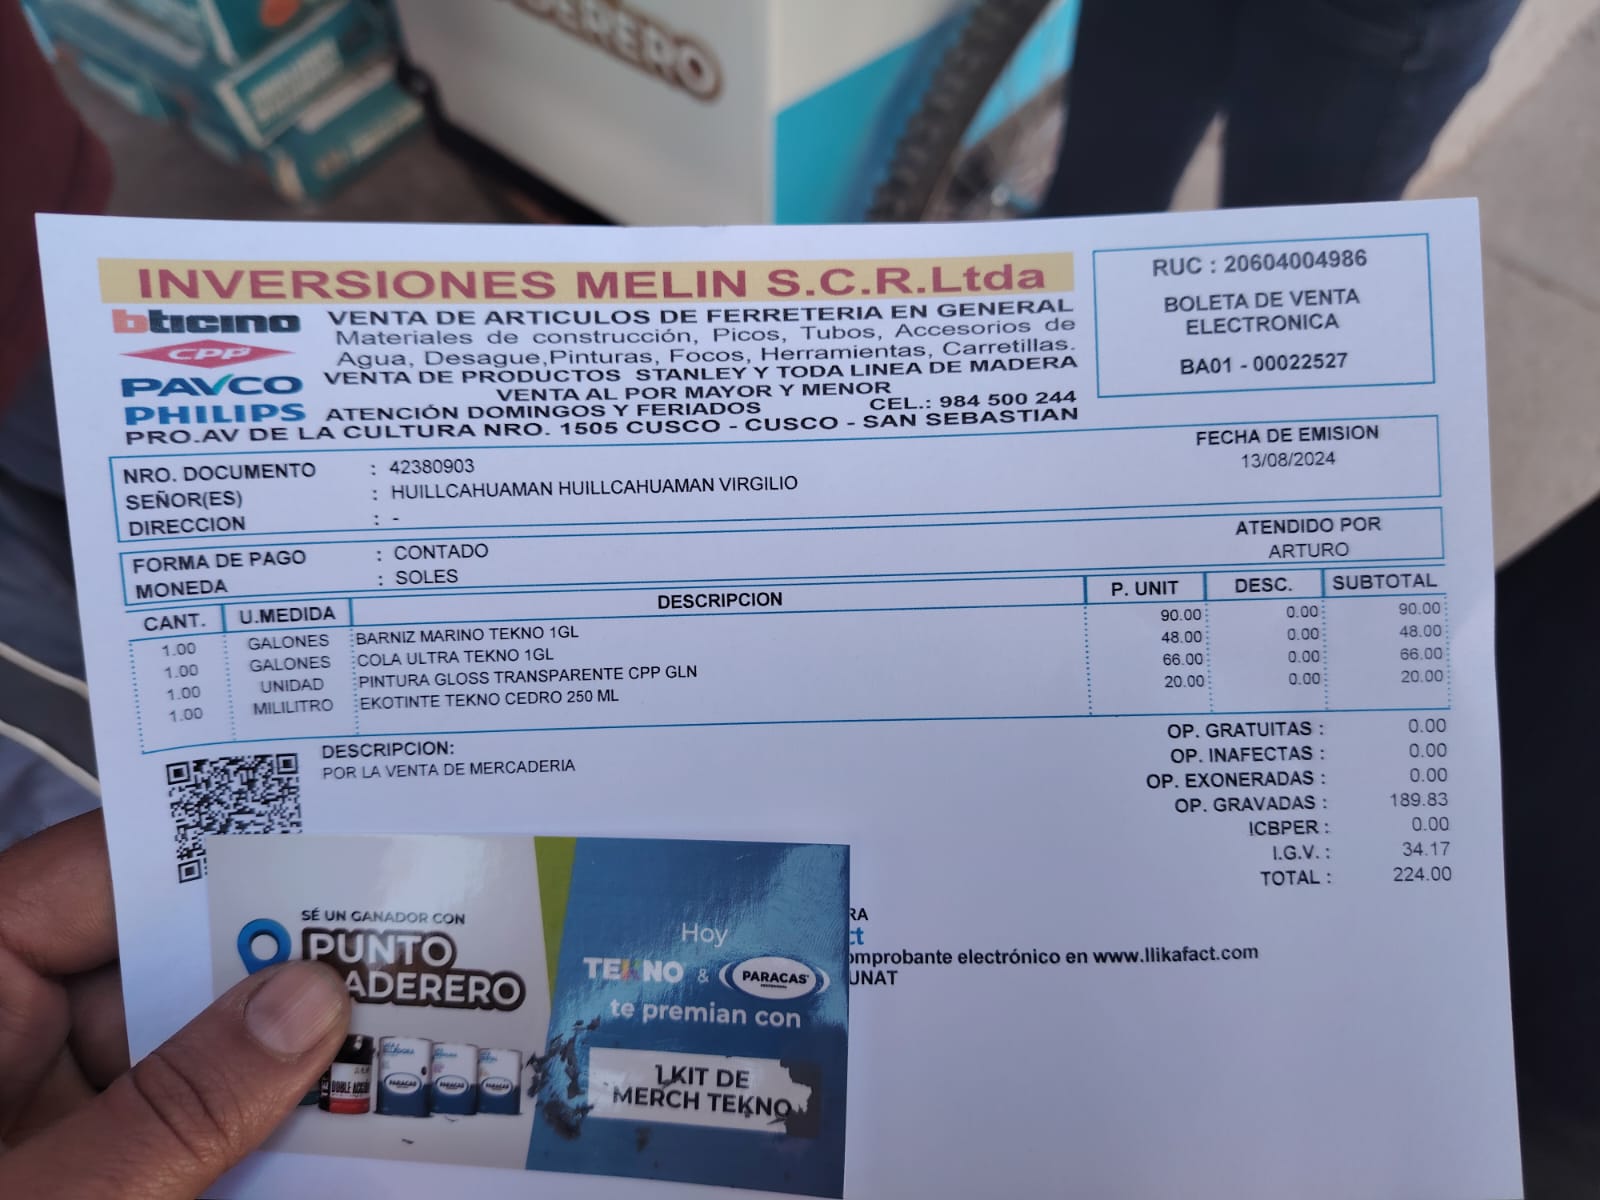 ADERERO
INVERSIONES MELIN S.C.R.Ltda
bticino
CPP
PAVCO
PHILIPS
VENTA DE ARTICULOS DE FERRETERIA EN GENERAL
Materiales de construcción, Picos, Tubos, Accesorios de
Agua, Desague,Pinturas, Focos, Herramientas, Carretillas.
VENTA DE PRODUCTOS STANLEY Y TODA LINEA DE MADERA
VENTA AL POR MAYOR Y MENOR
ATENCIÓN DOMINGOS Y FERIADOS CEL.: 984 500 244
PRO.AV DE LA CULTURA NRO. 1505 CUSCO - CUSCO - SAN SEBASTIAN
RUC : 20604004986
BOLETA DE VENTA
ELECTRONICA
BA01 - 00022527
NRO. DOCUMENTO : 42380903
SEÑOR(ES) : HUILLCAHUAMAN HUILLCAHUAMAN VIRGILIO
DIRECCION : -
FECHA DE EMISION
13/08/2024
FORMA DE PAGO : CONTADO
MONEDA : SOLES
ATENDIDO POR
ARTURO
CANT. U.MEDIDA DESCRIPCION P. UNIT DESC. SUBTOTAL
1.00 GALONES BARNIZ MARINO TEKNO 1GL 90.00 0.00 90.00
1.00 GALONES COLA ULTRA TEKNO 1GL 48.00 0.00 48.00
1.00 UNIDAD PINTURA GLOSS TRANSPARENTE CPP GLN 66.00 0.00 66.00
1.00 MILILITRO EKOTINTE TEKNO CEDRO 250 ML 20.00 0.00 20.00
DESCRIPCION:
POR LA VENTA DE MERCADERIA
OP. GRATUITAS : 0.00
OP. INAFECTAS : 0.00
OP. EXONERADAS : 0.00
OP. GRAVADAS : 189.83
ICBPER : 0.00
I.G.V. : 34.17
TOTAL : 224.00
RA
ct
omprobante electrónico en www.llikafact.com
UNAT
SÉ UN GANADOR CON
PUNTO
ADERERO
DOBLE ACCIÓN
PARACAS
PARACAS
PARACAS
Hoy
TEKNO & PARACAS
te premian con
1 KIT DE
MERCH TEKNO